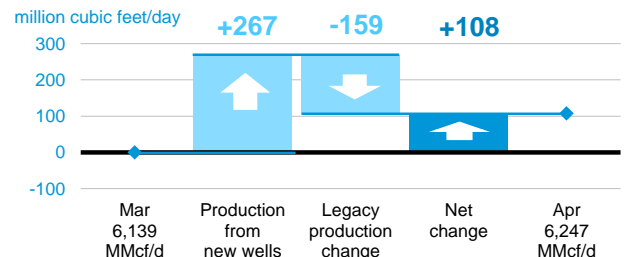 million cubic feet/day
+267 -159 +108
300
200
100
0
-100
Mar Production Legacy Net Apr
6,139 from production change 6,247
MMcf/d new wells change MMcf/d